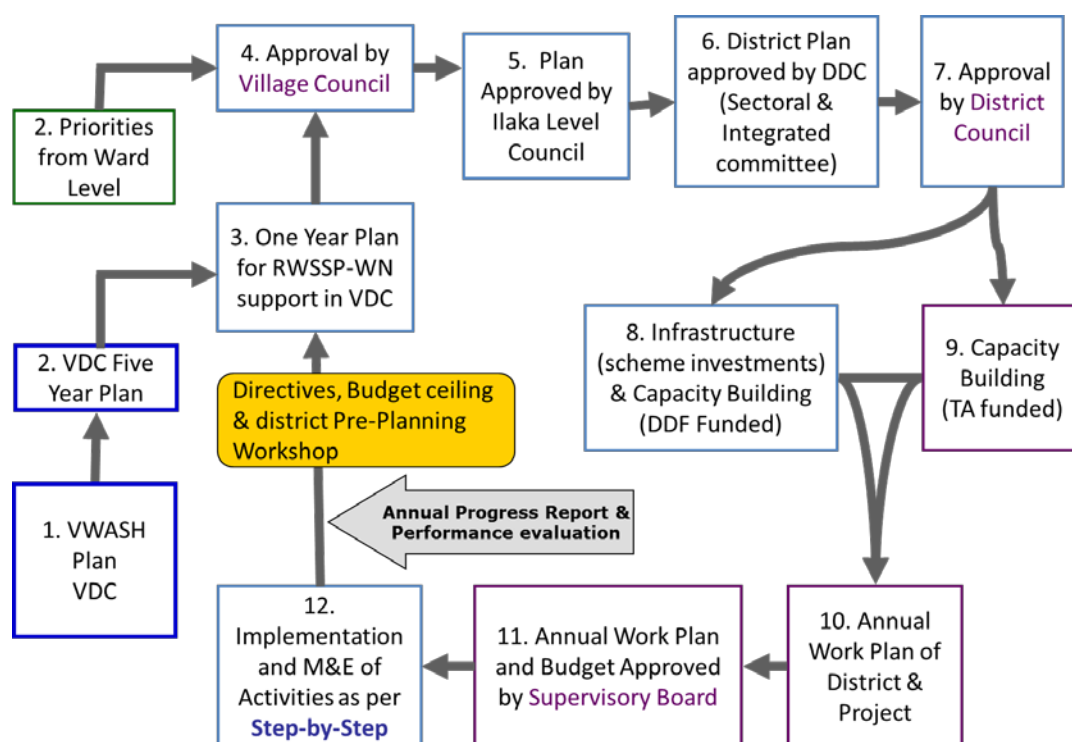 4. Approval by
Village Council
5. Plan
Approved by
Ilaka Level
Council
6. District Plan
approved by DDC
(Sectoral &
Integrated
committee)
7. Approval
by District
Council
2. Priorities
from Ward
Level
3. One Year Plan
for RWSSP-WN
support in VDC
8. Infrastructure
(scheme investments)
& Capacity Building
(DDF Funded)
9. Capacity
Building
(TA funded)
2. VDC Five
Year Plan
Directives, Budget ceiling
& district Pre-Planning
Workshop
Annual Progress Report &
Performance evaluation
1. VWASH
Plan
VDC
12.
Implementation
and M&E of
Activities as per
Step-by-Step
11. Annual Work Plan
and Budget Approved
by Supervisory Board
10. Annual
Work Plan of
District &
Project